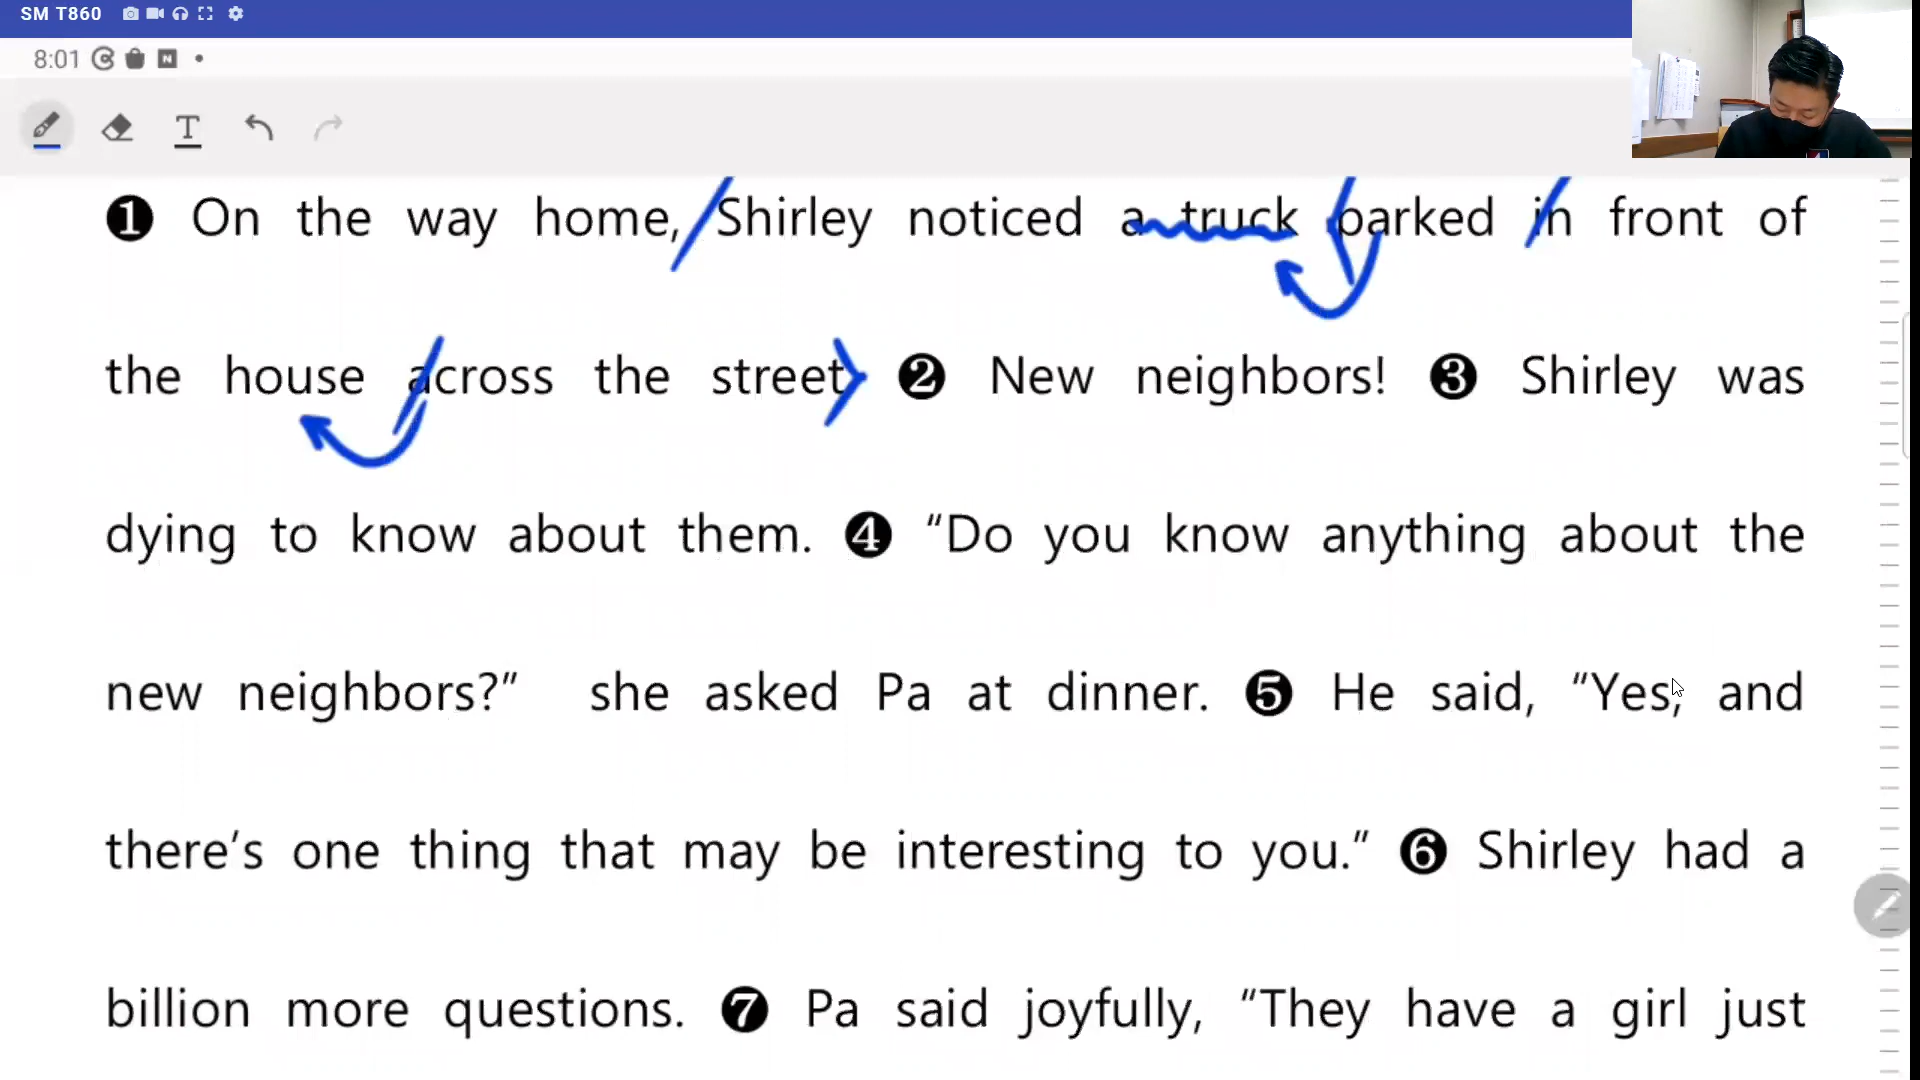 SM T860
8:01
❶ On the way home, Shirley noticed a truck parked in front of
the house across the street ❷ New neighbors! ❸ Shirley was
dying to know about them. ❹ “Do you know anything about the
new neighbors?” she asked Pa at dinner. ❺ He said, “Yes, and
there’s one thing that may be interesting to you.” ❻ Shirley had a
billion more questions. ❼ Pa said joyfully, “They have a girl just